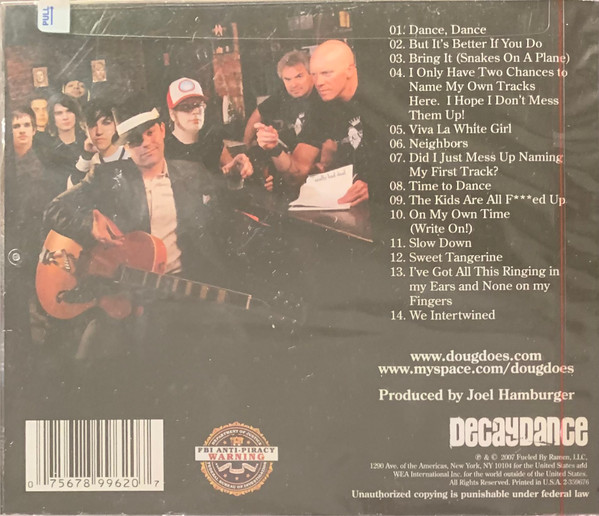 PULL
01. Dance, Dance
02. But It's Better If You Do
03. Bring It (Snakes On A Plane)
04. I Only Have Two Chances to
Name My Own Tracks
Here. I Hope I Don't Mess
Them Up!
05. Viva La White Girl
06. Neighbors
07. Did I Just Mess Up Naming
My First Track?
08. Time to Dance
09. The Kids Are All F***ed Up
10. On My Own Time
(Write On!)
11. Slow Down
12. Sweet Tangerine
13. I've Got All This Ringing in
my Ears and None on my
Fingers
14. We Intertwined
www.dougdoes.com
www.myspace.com/dougdoes
Produced by Joel Hamburger
DECAYDANCE
℗ & © 2007 Fueled By Ramen, LLC,
1290 Ave. of the Americas, New York, NY 10104 for the United States and
WEA International Inc. for the world outside of the United States.
All Rights Reserved. Printed in U.S.A. 2-359676
Unauthorized copying is punishable under federal law
FBI ANTI-PIRACY
WARNING
0 75678 99620 7